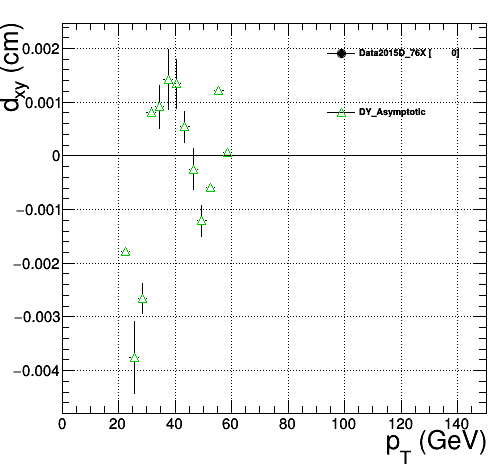 d_xy (cm)
0.002
0.001
0
−0.001
−0.002
−0.003
−0.004
Data2015D_76X [ 0]
DY_Asymptotic
0 20 40 60 80 100 120 140
p_T (GeV)